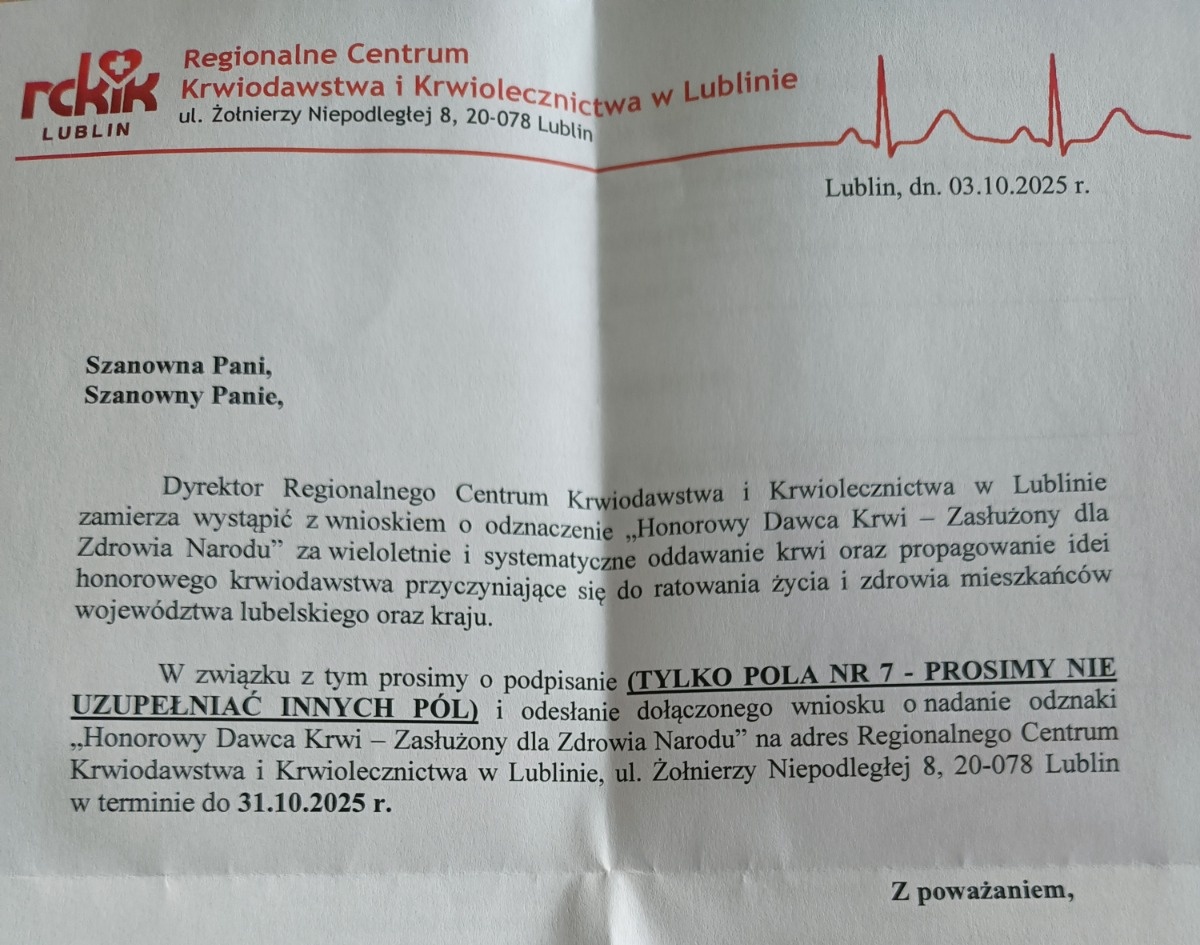 rckik
LUBLIN
Regionalne Centrum
Krwiodawstwa i Krwiolecznictwa w Lublinie
ul. Żołnierzy Niepodległej 8, 20-078 Lublin
Lublin, dn. 03.10.2025 r.
Szanowna Pani,
Szanowny Panie,
Dyrektor Regionalnego Centrum Krwiodawstwa i Krwiolecznictwa w Lublinie
zamierza wystąpić z wnioskiem o odznaczenie „Honorowy Dawca Krwi – Zasłużony dla
Zdrowia Narodu” za wieloletnie i systematyczne oddawanie krwi oraz propagowanie idei
honorowego krwiodawstwa przyczyniające się do ratowania życia i zdrowia mieszkańców
województwa lubelskiego oraz kraju.
W związku z tym prosimy o podpisanie (TYLKO POLA NR 7 - PROSIMY NIE
UZUPEŁNIAĆ INNYCH PÓL) i odesłanie dołączonego wniosku o nadanie odznaki
„Honorowy Dawca Krwi – Zasłużony dla Zdrowia Narodu” na adres Regionalnego Centrum
Krwiodawstwa i Krwiolecznictwa w Lublinie, ul. Żołnierzy Niepodległej 8, 20-078 Lublin
w terminie do 31.10.2025 r.
Z poważaniem,